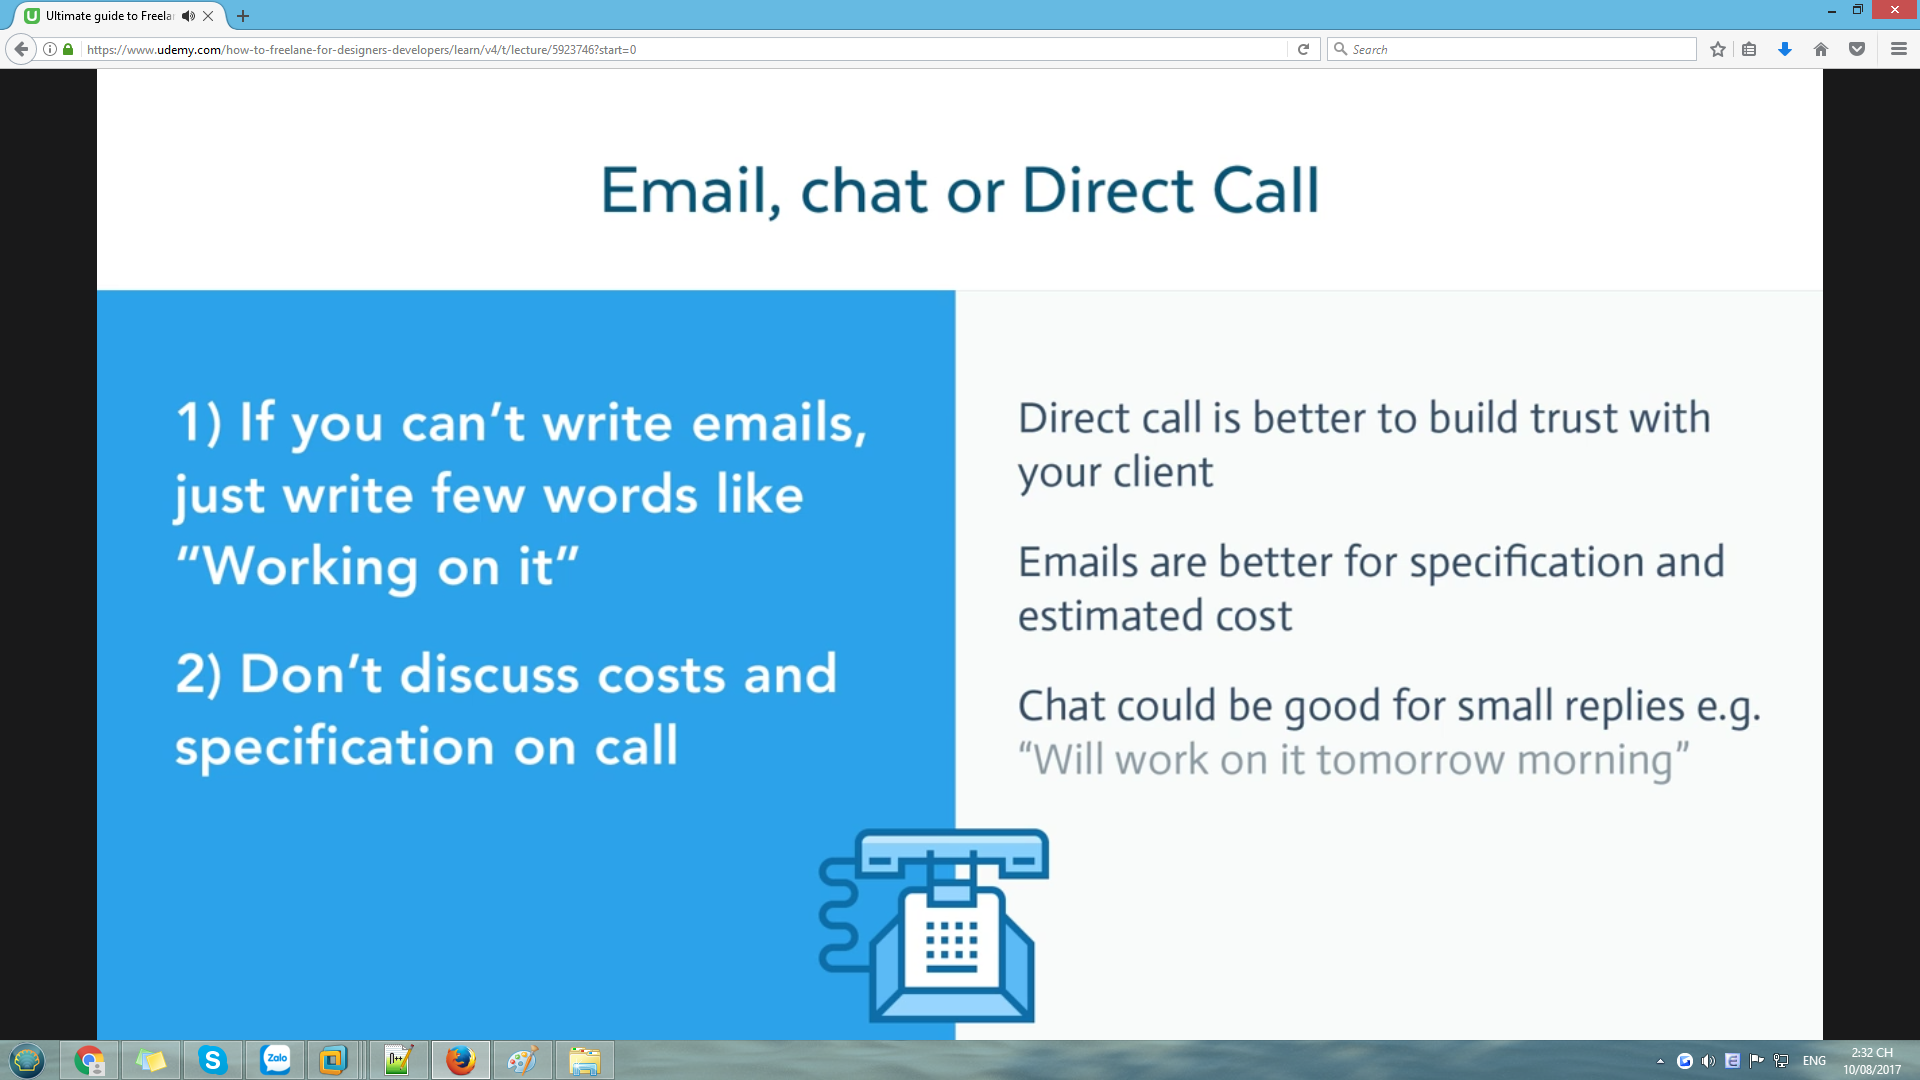 Ultimate guide to Freela
https://www.udemy.com/how-to-freelane-for-designers-developers/learn/v4/t/lecture/5923746?start=0
Search
Email, chat or Direct Call
1) If you can’t write emails,
just write few words like
“Working on it”
2) Don’t discuss costs and
specification on call
Direct call is better to build trust with
your client
Emails are better for specification and
estimated cost
Chat could be good for small replies e.g.
“Will work on it tomorrow morning”
Zalo
ENG
2:32 CH
10/08/2017